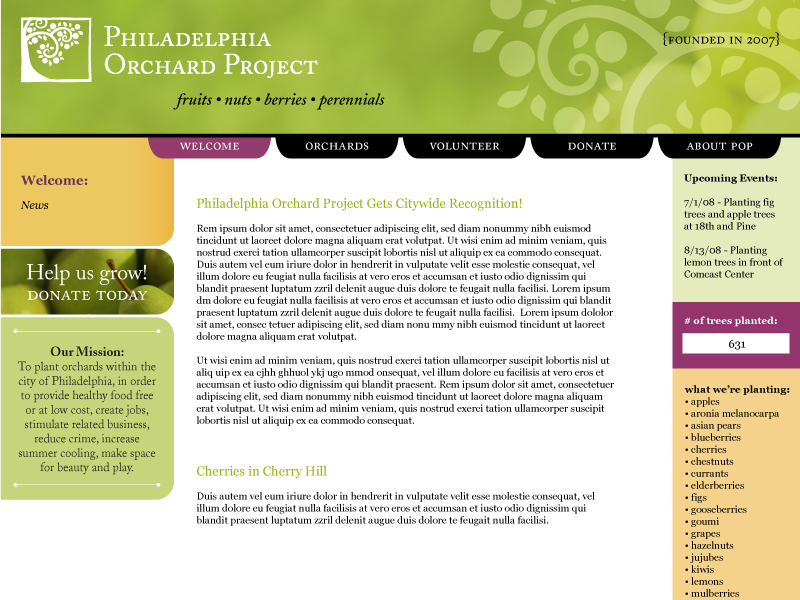 PHILADELPHIA
ORCHARD PROJECT
{FOUNDED IN 2007}
fruits • nuts • berries • perennials
WELCOME
ORCHARDS
VOLUNTEER
DONATE
ABOUT POP
Welcome:
News
Help us grow!
DONATE TODAY
Our Mission:
To plant orchards within the
city of Philadelphia, in order
to provide healthy food free
or at low cost, create jobs,
stimulate related business,
reduce crime, increase
summer cooling, make space
for beauty and play.
Philadelphia Orchard Project Gets Citywide Recognition!
Rem ipsum dolor sit amet, consectetuer adipiscing elit, sed diam nonummy nibh euismod
tincidunt ut laoreet dolore magna aliquam erat volutpat. Ut wisi enim ad minim veniam, quis
nostrud exerci tation ullamcorper suscipit lobortis nisl ut aliquip ex ea commodo consequat.
Duis autem vel eum iriure dolor in hendrerit in vulputate velit esse molestie consequat, vel
illum dolore eu feugiat nulla facilisis at vero eros et accumsan et iusto odio dignissim qui
blandit praesent luptatum zzril delenit augue duis dolore te feugait nulla facilisi. Lorem ipsum
dm dolore eu feugiat nulla facilisis at vero eros et accumsan et iusto odio dignissim qui blandit
praesent luptatum zzril delenit augue duis dolore te feugait nulla facilisi. Lorem ipsum dololor
sit amet, consec tetuer adipiscing elit, sed diam nonu mmy nibh euismod tincidunt ut laoreet
dolore magna aliquam erat volutpat.
Ut wisi enim ad minim veniam, quis nostrud exerci tation ullamcorper suscipit lobortis nisl ut
aliq uip ex ea cjhh ghhuol ykj ugo mmod onsequat, vel illum dolore eu feugiat nulla facilisis at
accumsan et iusto odio dignissim qui blandit praesent. Rem ipsum dolor sit amet, consectetuer
adipiscing elit, sed diam nonummy nibh euismod tincidunt ut laoreet dolore magna aliquam
erat volutpat. Ut wisi enim ad minim veniam, quis nostrud exerci tation ullamcorper suscipit
lobortis nisl ut aliquip ex ea commodo consequat.
Cherries in Cherry Hill
Duis autem vel eum iriure dolor in hendrerit in vulputate velit esse molestie consequat, vel
illum dolore eu feugiat nulla facilisis at vero eros et accumsan et iusto odio dignissim qui
blandit praesent luptatum zzril delenit augue duis dolore te feugait nulla facilisi.
Upcoming Events:
7/1/08 - Planting fig
trees and apple trees
at 18th and Pine
8/13/08 - Planting
lemon trees in front of
Comcast Center
# of trees planted:
631
what we're planting:
• apples
• aronia melanocarpa
• asian pears
• blueberries
• cherries
• chestnuts
• currants
• elderberries
• figs
• gooseberries
• goumi
• grapes
• hazelnuts
• jujubes
• kiwis
• lemons
• mulberries